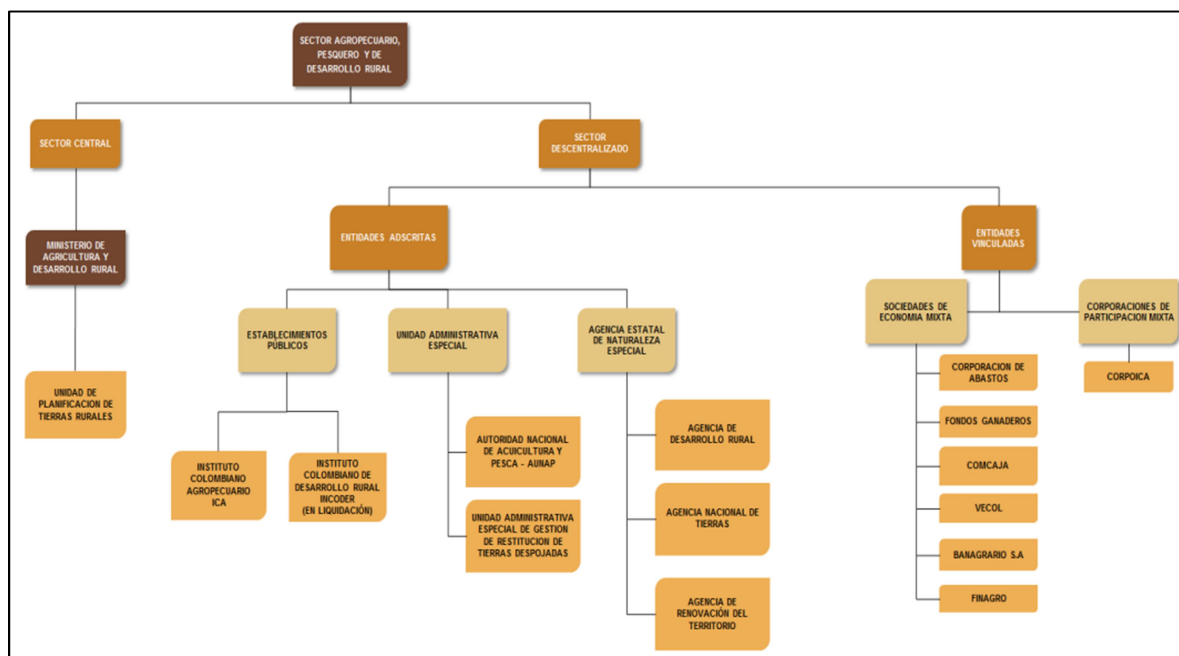 SECTOR AGROPECUARIO,
PESQUERO Y DE
DESARROLLO RURAL
SECTOR CENTRAL
SECTOR
DESCENTRALIZADO
MINISTERIO DE
AGRICULTURA Y
DESARROLLO RURAL
ENTIDADES ADSCRITAS
ENTIDADES
VINCULADAS
UNIDAD DE
PLANIFICACION DE
TIERRAS RURALES
ESTABLECIMIENTOS
PÚBLICOS
UNIDAD ADMINISTRATIVA
ESPECIAL
AGENCIA ESTATAL
DE NATURALEZA
ESPECIAL
SOCIEDADES DE
ECONOMIA MIXTA
CORPORACIONES DE
PARTICIPACION MIXTA
INSTITUTO
COLOMBIANO
AGROPECUARIO
ICA
INSTITUTO
COLOMBIANO DE
DESARROLLO RURAL
INCODER
(EN LIQUIDACIÓN)
AUTORIDAD NACIONAL
DE ACUICULTURA Y
PESCA - AUNAP
UNIDAD ADMINISTRATIVA
ESPECIAL DE GESTION
DE RESTITUCION DE
TIERRAS DESPOJADAS
AGENCIA DE
DESARROLLO RURAL
AGENCIA NACIONAL DE
TIERRAS
AGENCIA DE
RENOVACIÓN DEL
TERRITORIO
CORPORACION DE
ABASTOS
FONDOS GANADEROS
COMCAJA
VECOL
BANAGRARIO S.A
FINAGRO
CORPOICA